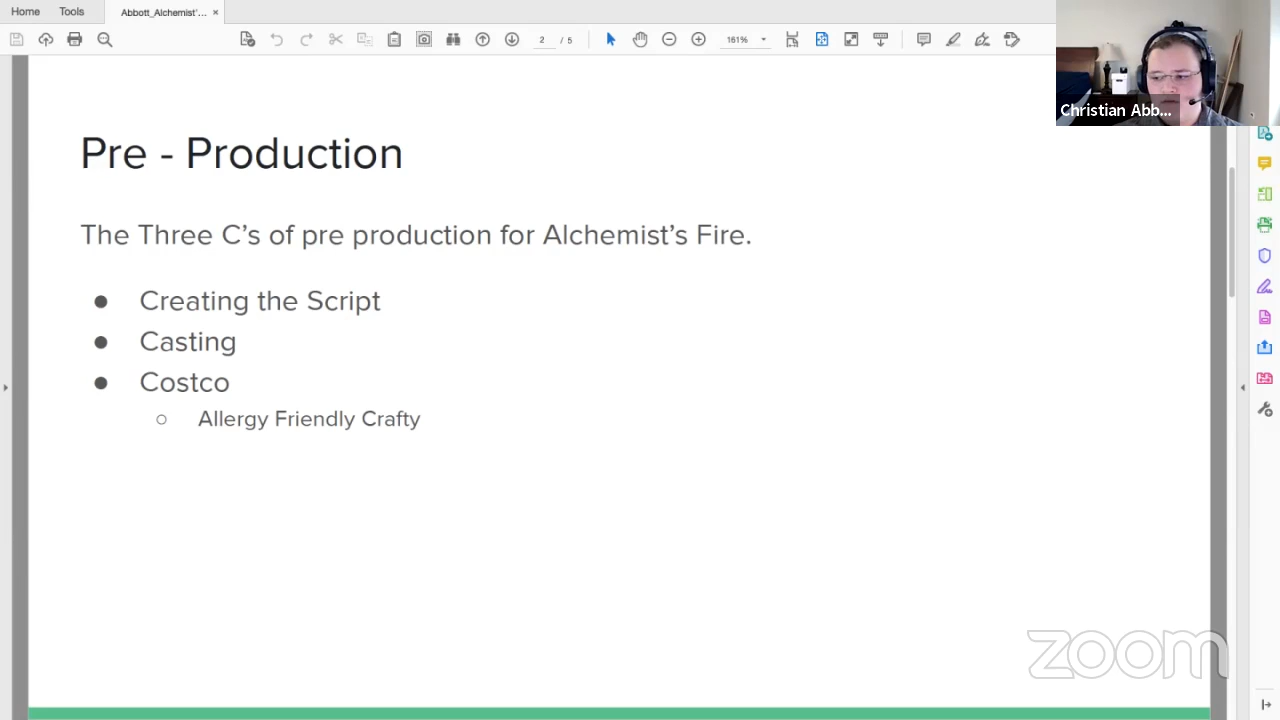 Home Tools Abbott_Alchemist'... ×
2 / 5 161%
Christian Abb...
Pre - Production
The Three C’s of pre production for Alchemist’s Fire.
● Creating the Script
● Casting
● Costco
○ Allergy Friendly Crafty
zoom